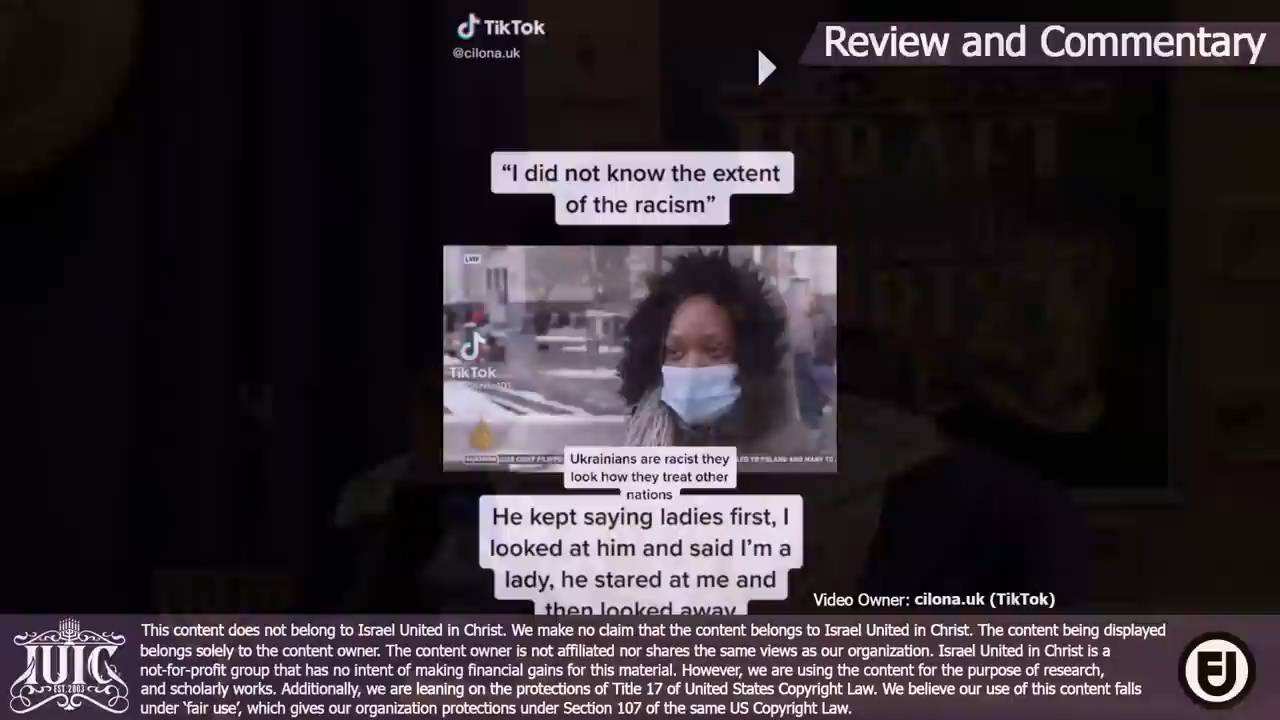 TikTok
@cilona.uk
Review and Commentary
“I did not know the extent
of the racism”
LVIV
TikTok
Ukrainians are racist they
look how they treat other
nations
He kept saying ladies first, I
looked at him and said I’m a
lady, he stared at me and
then looked away
Video Owner: cilona.uk (TikTok)
IUIC
EST. 2003
This content does not belong to Israel United in Christ. We make no claim that the content belongs to Israel United in Christ. The content being displayed
belongs solely to the content owner. The content owner is not affiliated nor shares the same views as our organization. Israel United in Christ is a
not-for-profit group that has no intent of making financial gains for this material. However, we are using the content for the purpose of research,
and scholarly works. Additionally, we are leaning on the protections of Title 17 of United States Copyright Law. We believe our use of this content falls
under ‘fair use’, which gives our organization protections under Section 107 of the same US Copyright Law.